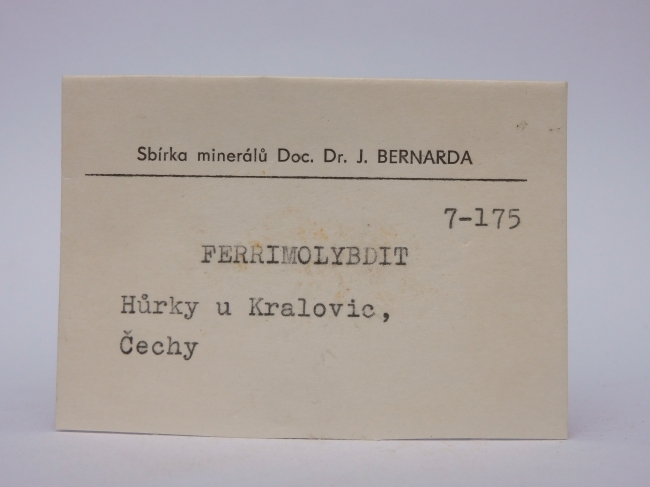 Sbírka minerálů Doc. Dr. J. BERNARDA
7-175
FERRIMOLYBDIT
Hůrky u Kralovic,
Čechy